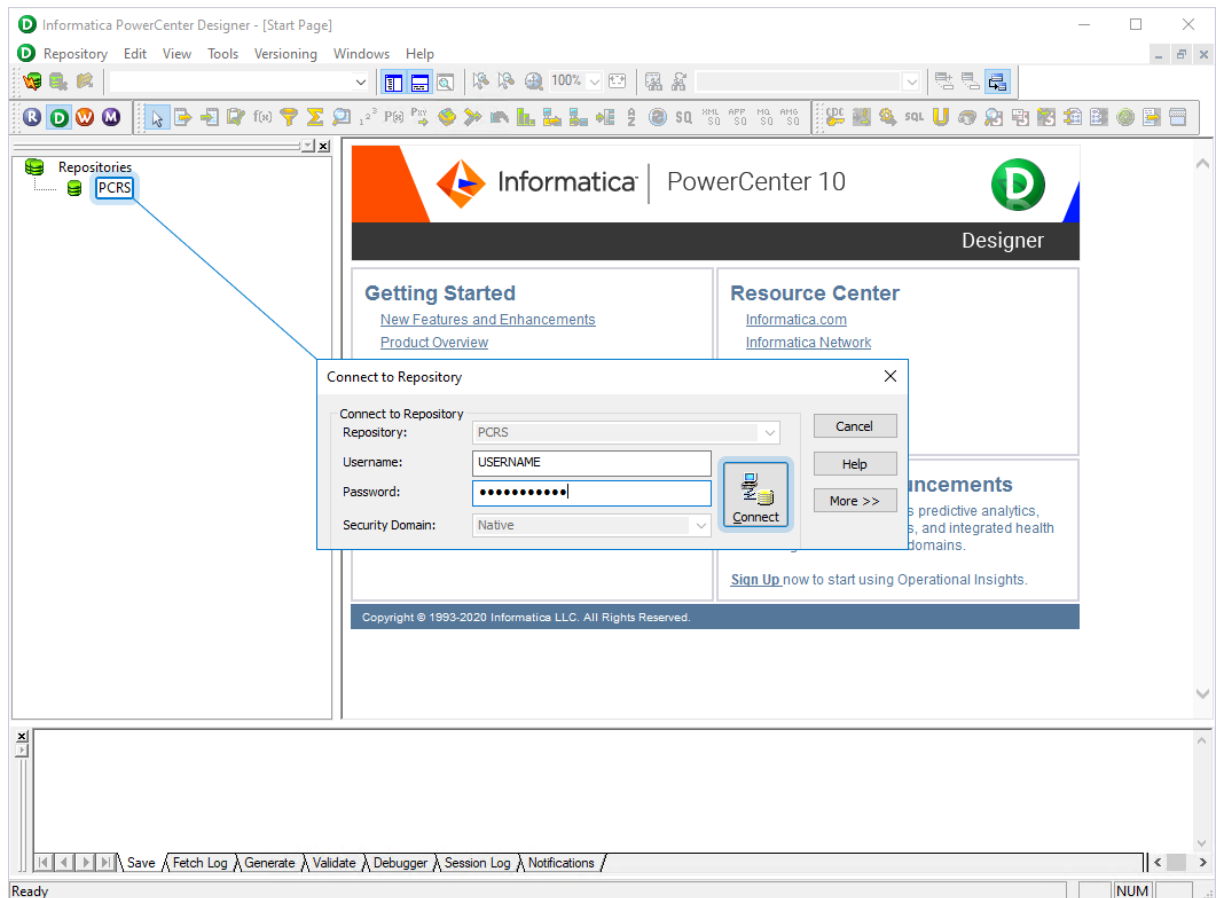 Informatica PowerCenter Designer - [Start Page]
Repository Edit View Tools Versioning Windows Help
100%
Repositories
PCRS
Informatica PowerCenter 10
Designer
Getting Started
New Features and Enhancements
Product Overview
Resource Center
Informatica.com
Informatica Network
Connect to Repository
Connect to Repository
Repository: PCRS
Username: USERNAME
Password: •••••••••••
Security Domain: Native
Connect
Cancel
Help
More >>
s predictive analytics,
s, and integrated health
domains.
Sign Up now to start using Operational Insights.
Copyright © 1993-2020 Informatica LLC. All Rights Reserved.
Save Fetch Log Generate Validate Debugger Session Log Notifications
Ready
NUM